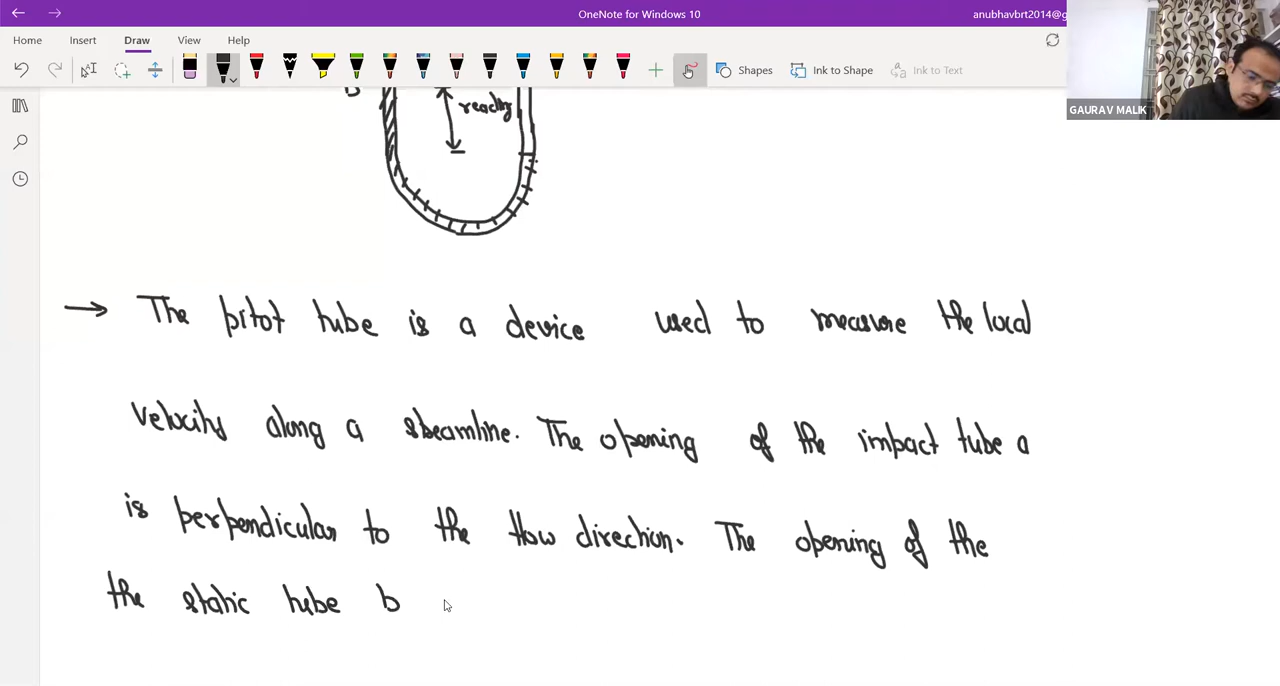 OneNote for Windows 10
anubhavbrt2014@g
Home Insert Draw View Help
Shapes Ink to Shape Ink to Text
GAURAV MALIK
b
reading
The pitot tube is a device used to measure the local
velocity along a streamline. The opening of the impact tube a
is perpendicular to the flow direction. The opening of the
the static tube b